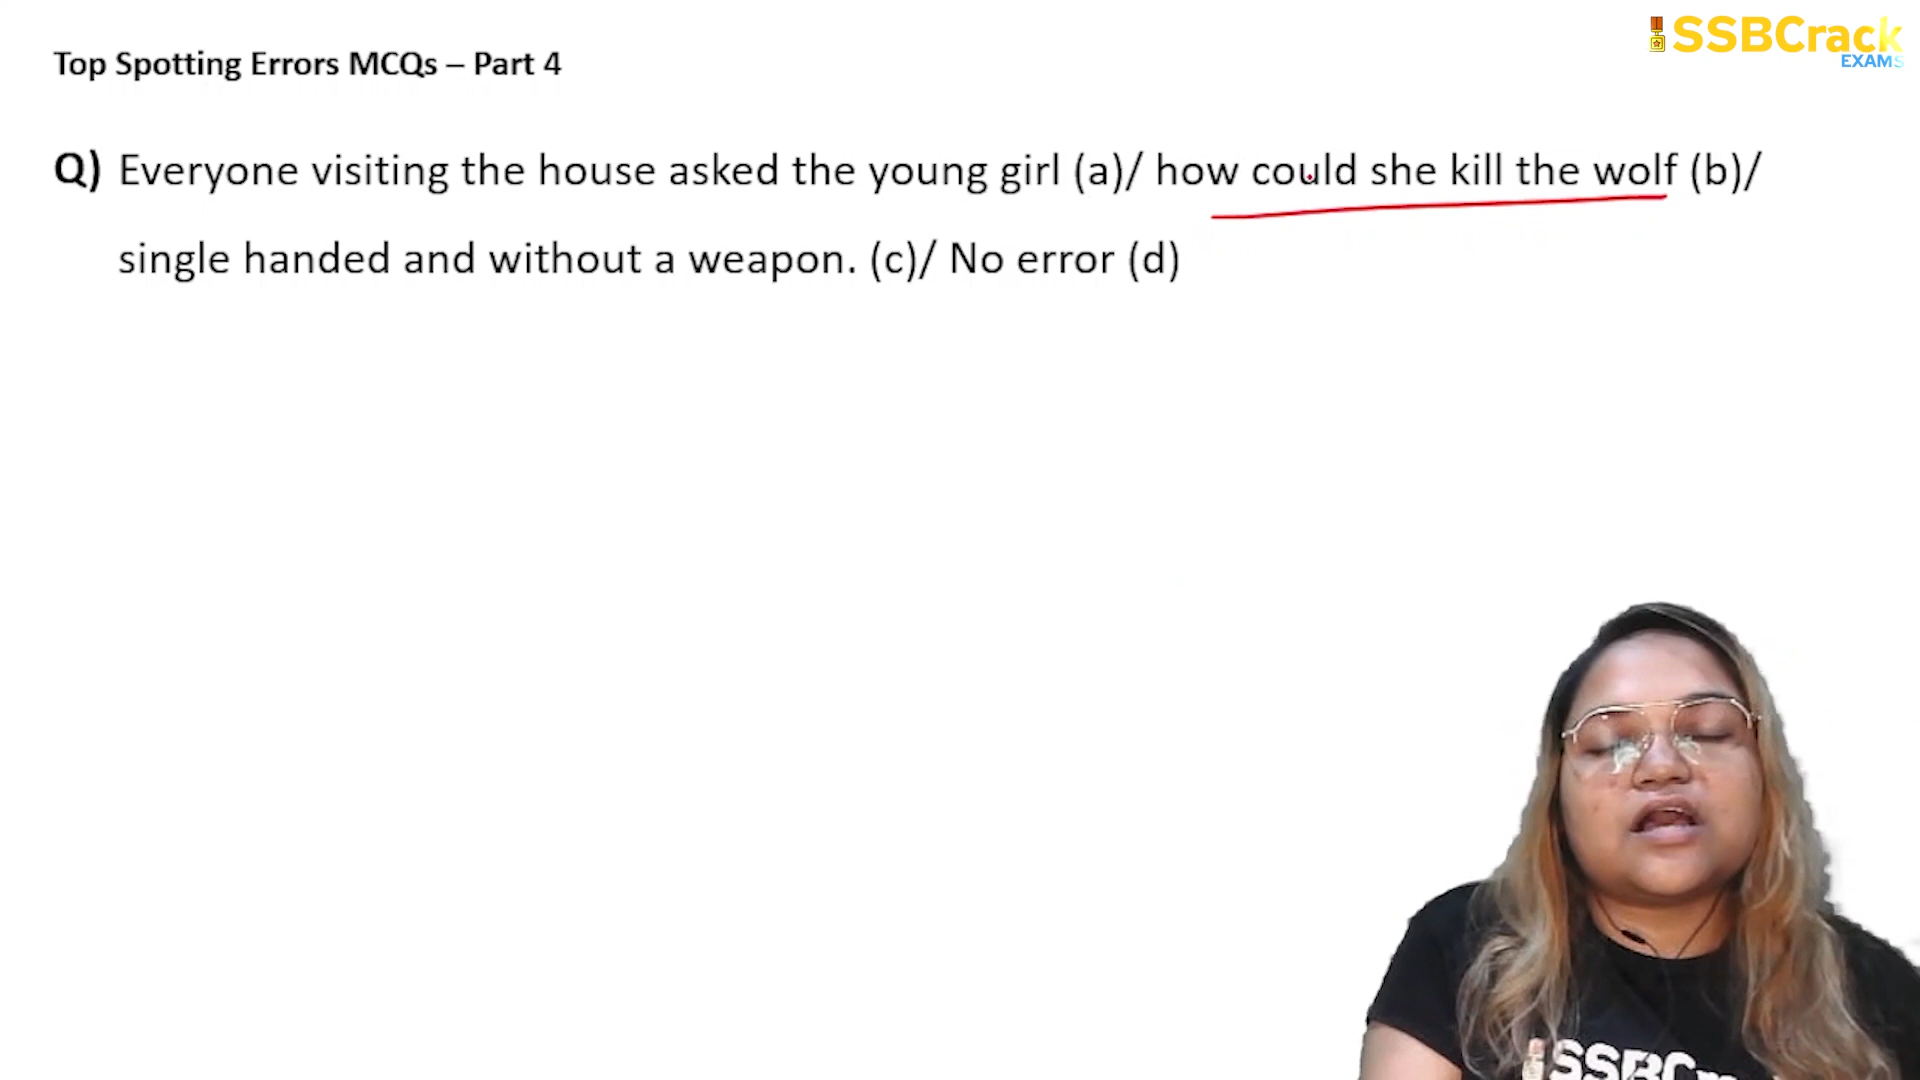 SSBCrack
EXAMS
Top Spotting Errors MCQs – Part 4
Q) Everyone visiting the house asked the young girl (a)/ how could she kill the wolf (b)/
single handed and without a weapon. (c)/ No error (d)